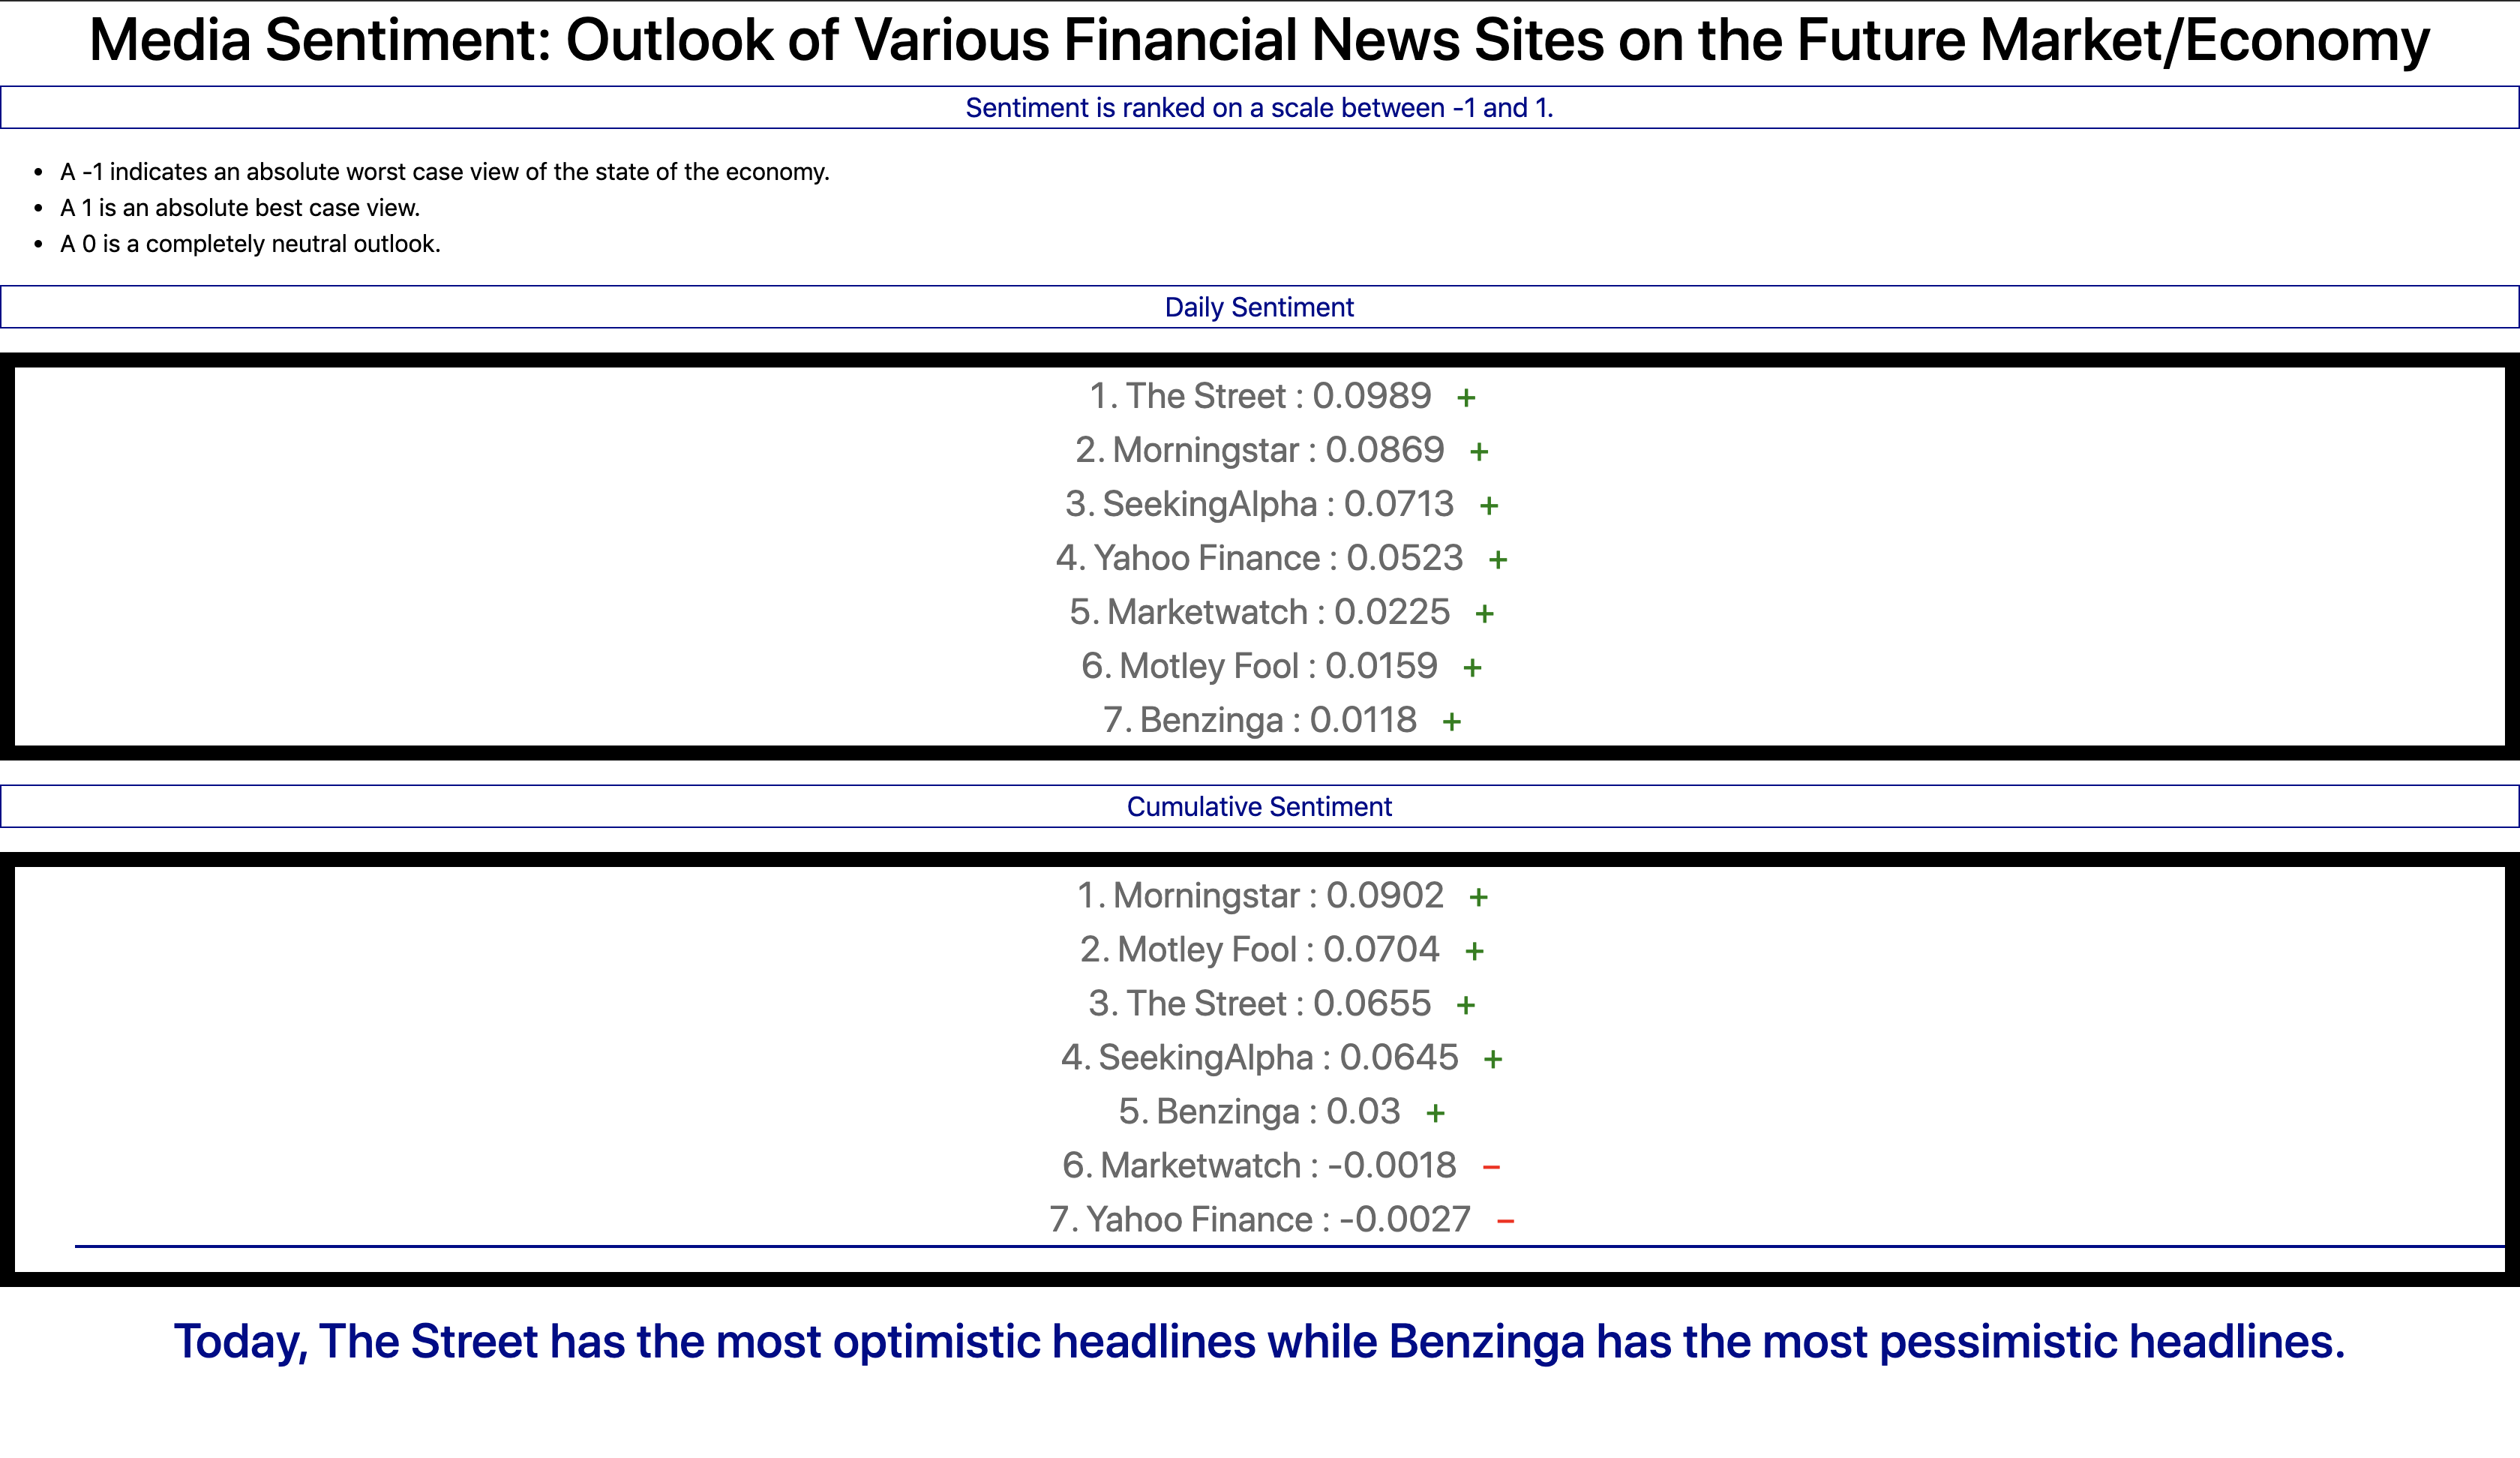 Media Sentiment: Outlook of Various Financial News Sites on the Future Market/Economy
Sentiment is ranked on a scale between -1 and 1.
• A -1 indicates an absolute worst case view of the state of the economy.
• A 1 is an absolute best case view.
• A 0 is a completely neutral outlook.
Daily Sentiment
1. The Street : 0.0989 +
2. Morningstar : 0.0869 +
3. SeekingAlpha : 0.0713 +
4. Yahoo Finance : 0.0523 +
5. Marketwatch : 0.0225 +
6. Motley Fool : 0.0159 +
7. Benzinga : 0.0118 +
Cumulative Sentiment
1. Morningstar : 0.0902 +
2. Motley Fool : 0.0704 +
3. The Street : 0.0655 +
4. SeekingAlpha : 0.0645 +
5. Benzinga : 0.03 +
6. Marketwatch : -0.0018 −
7. Yahoo Finance : -0.0027 −
Today, The Street has the most optimistic headlines while Benzinga has the most pessimistic headlines.